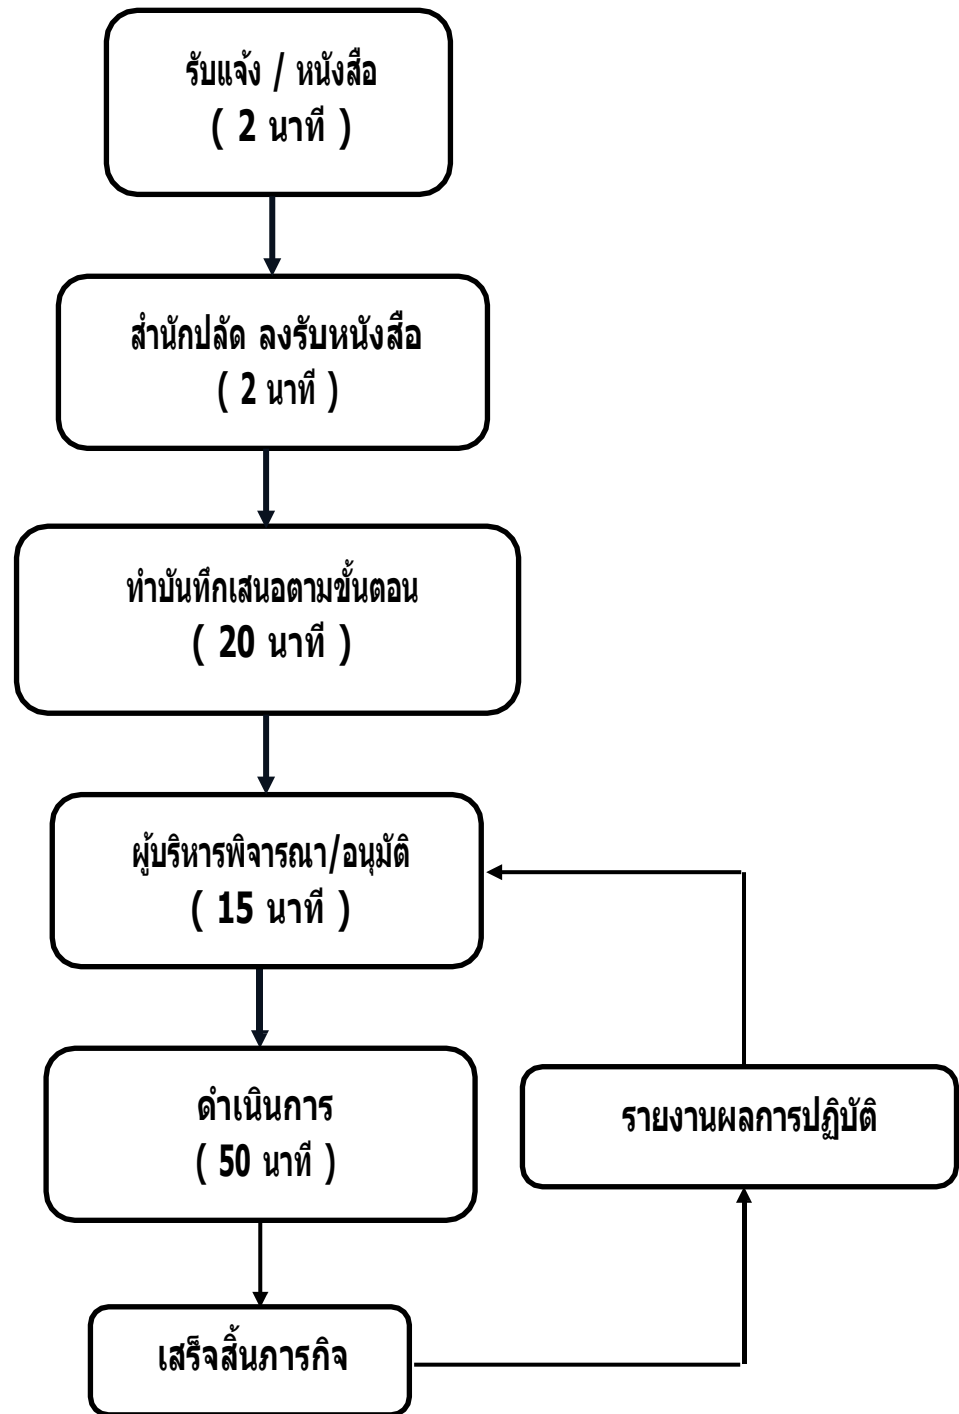 รับแจ้ง / หนังสือ
( 2 นาที )
สำนักปลัด ลงรับหนังสือ
( 2 นาที )
ทำบันทึกเสนอตามขั้นตอน
( 20 นาที )
ผู้บริหารพิจารณา/อนุมัติ
( 15 นาที )
ดำเนินการ
( 50 นาที )
รายงานผลการปฏิบัติ
เสร็จสิ้นภารกิจ